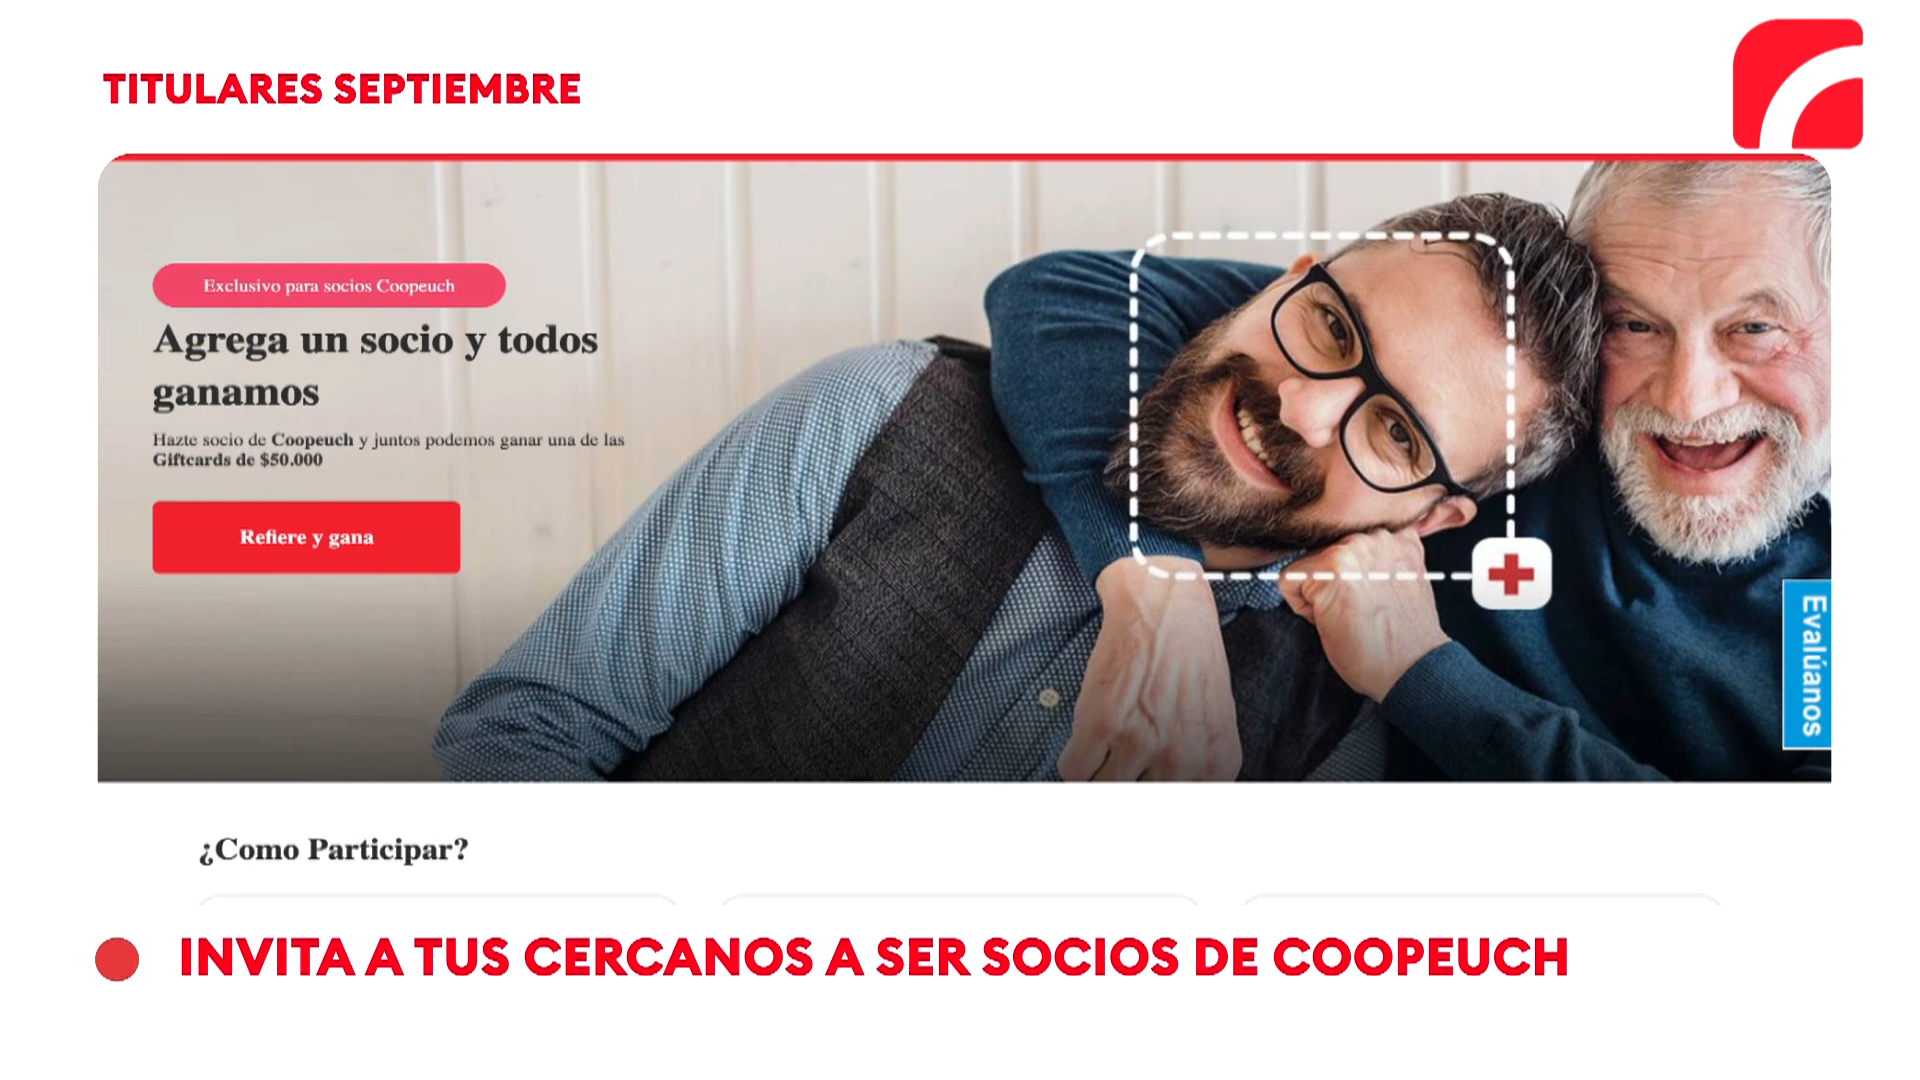 TITULARES SEPTIEMBRE
Exclusivo para socios Coopeuch
Agrega un socio y todos
ganamos
Hazte socio de Coopeuch y juntos podemos ganar una de las
Giftcards de $50.000
Refiere y gana
Evalúanos
¿Como Participar?
INVITA A TUS CERCANOS A SER SOCIOS DE COOPEUCH